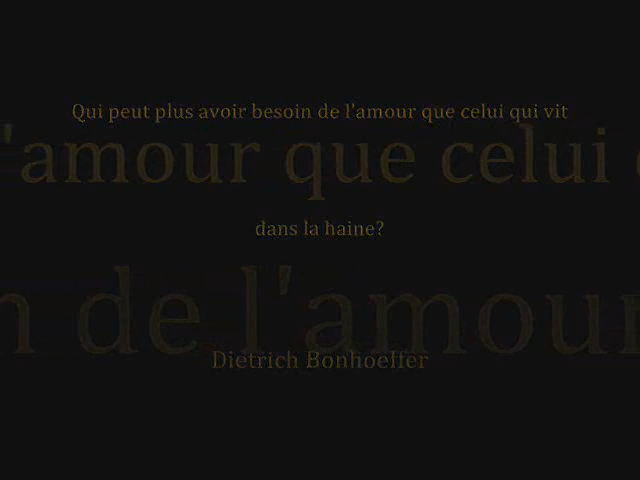 Qui peut plus avoir besoin de l'amour que celui qui vit
'amour que celui
dans la haine?
n de l'amour
Dietrich Bonhoeffer